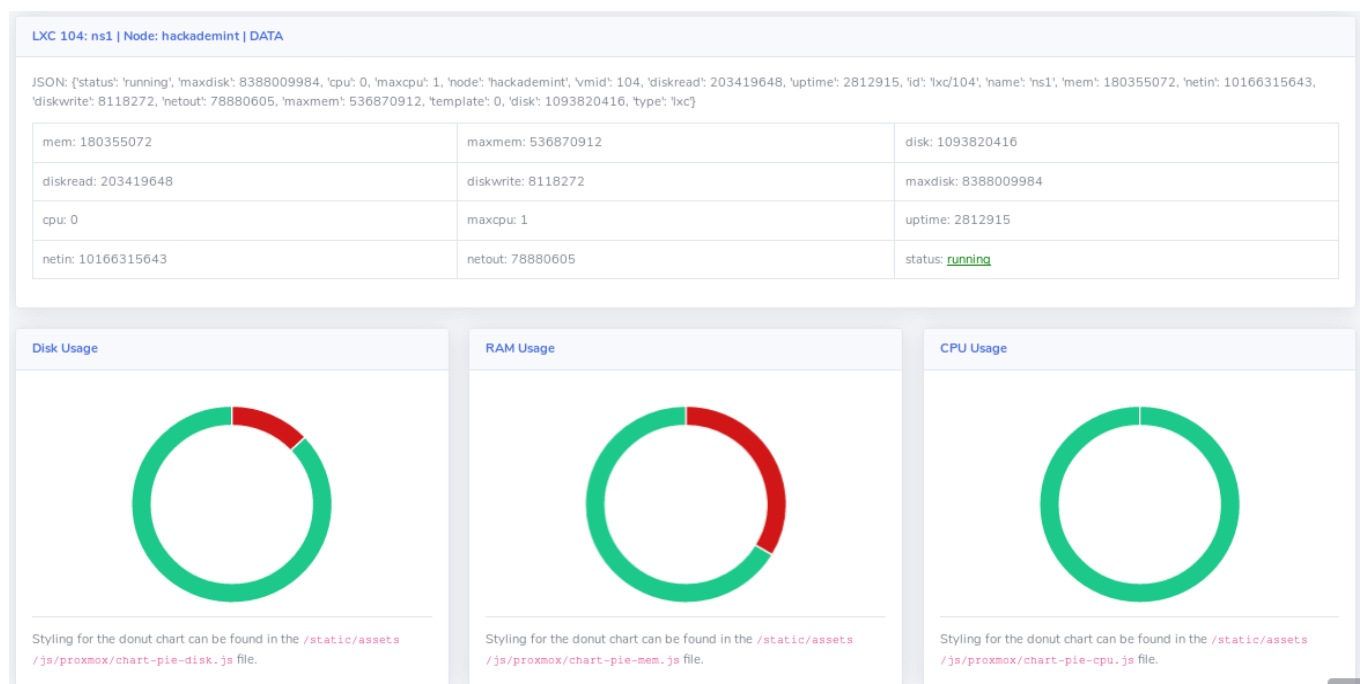 LXC 104: ns1 | Node: hackademint | DATA
JSON: {'status': 'running', 'maxdisk': 8388009984, 'cpu': 0, 'maxcpu': 1, 'node': 'hackademint', 'vmid': 104, 'diskread': 203419648, 'uptime': 2812915, 'id': 'lxc/104', 'name': 'ns1', 'mem': 180355072, 'netin': 10166315643,
'diskwrite': 8118272, 'netout': 78880605, 'maxmem': 536870912, 'template': 0, 'disk': 1093820416, 'type': 'lxc'}
mem: 180355072 maxmem: 536870912 disk: 1093820416
diskread: 203419648 diskwrite: 8118272 maxdisk: 8388009984
cpu: 0 maxcpu: 1 uptime: 2812915
netin: 10166315643 netout: 78880605 status: running
Disk Usage
Styling for the donut chart can be found in the /static/assets
/js/proxmox/chart-pie-disk.js file.
RAM Usage
Styling for the donut chart can be found in the /static/assets
/js/proxmox/chart-pie-mem.js file.
CPU Usage
Styling for the donut chart can be found in the /static/assets
/js/proxmox/chart-pie-cpu.js file.